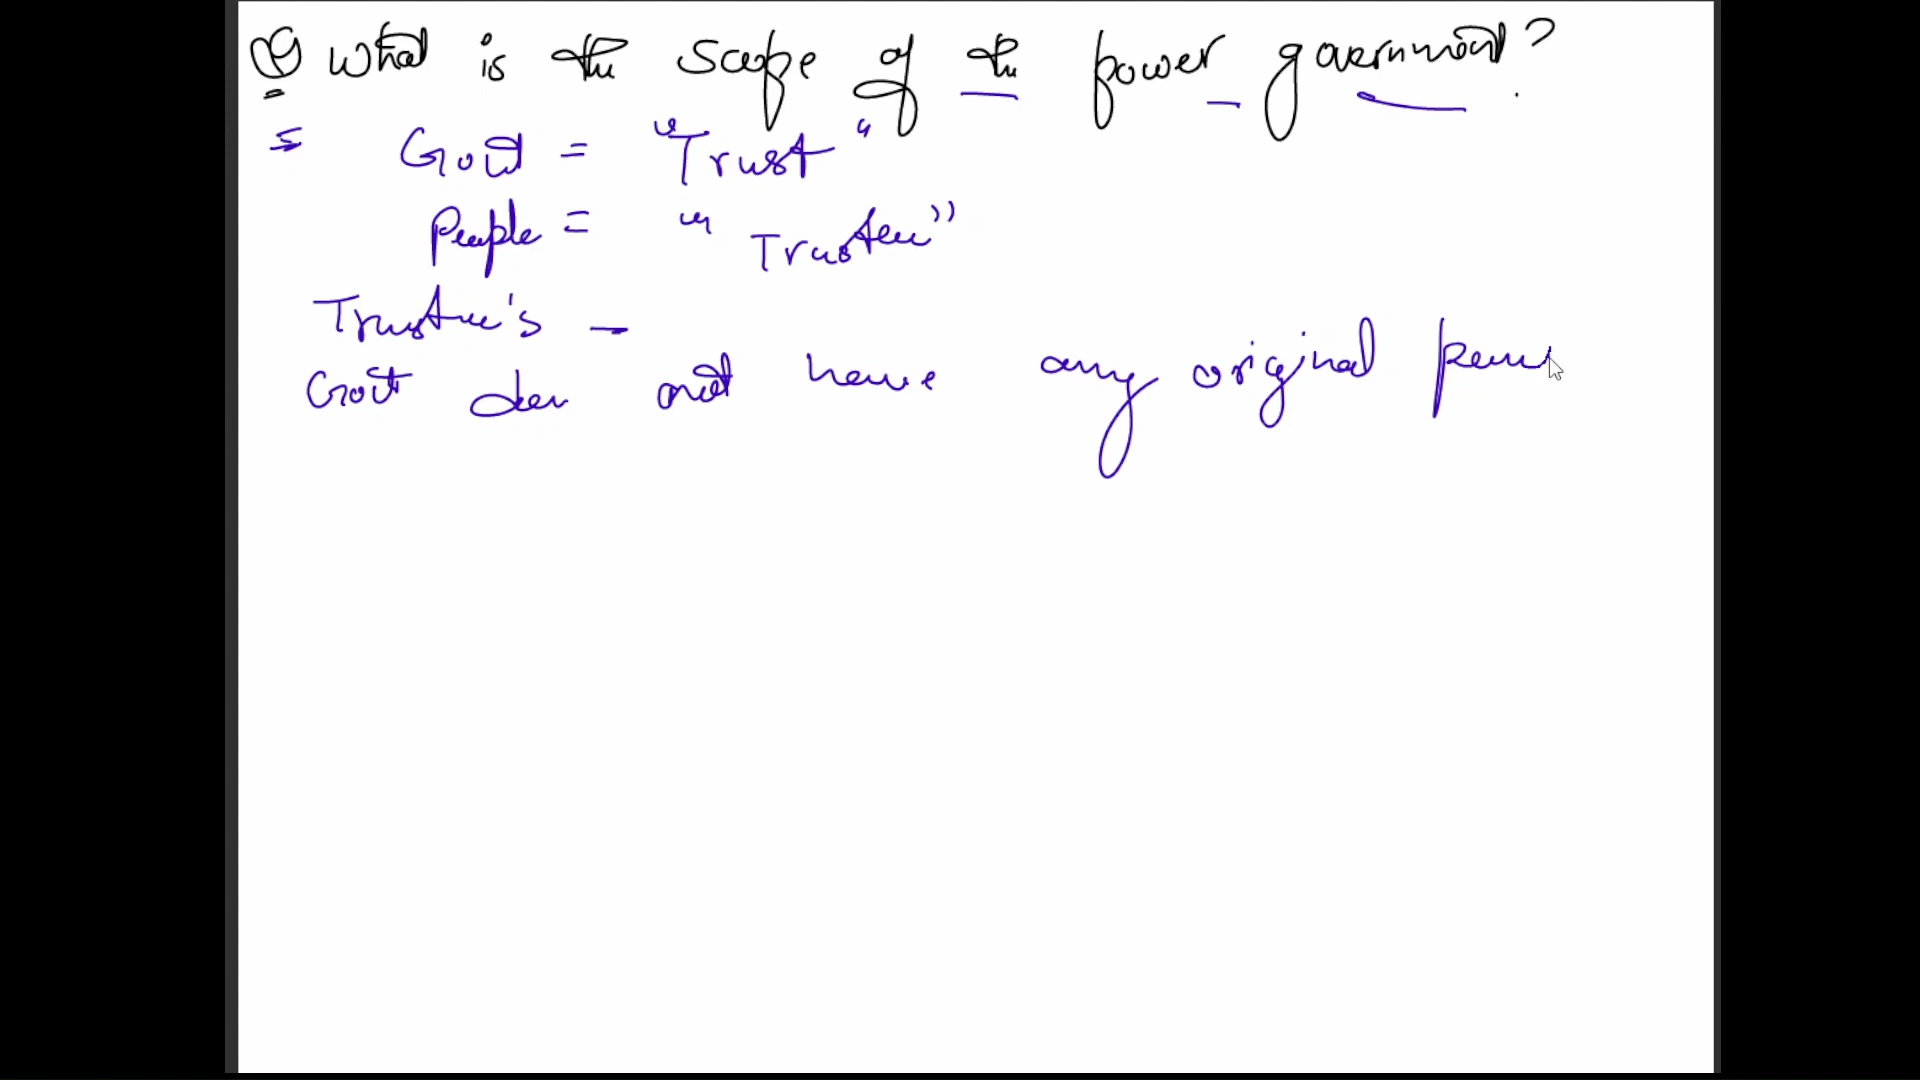 Q What is the scope of the power government?
Govt = "Trust"
People = " Trustee"
Trustee's -
Govt does not have any original